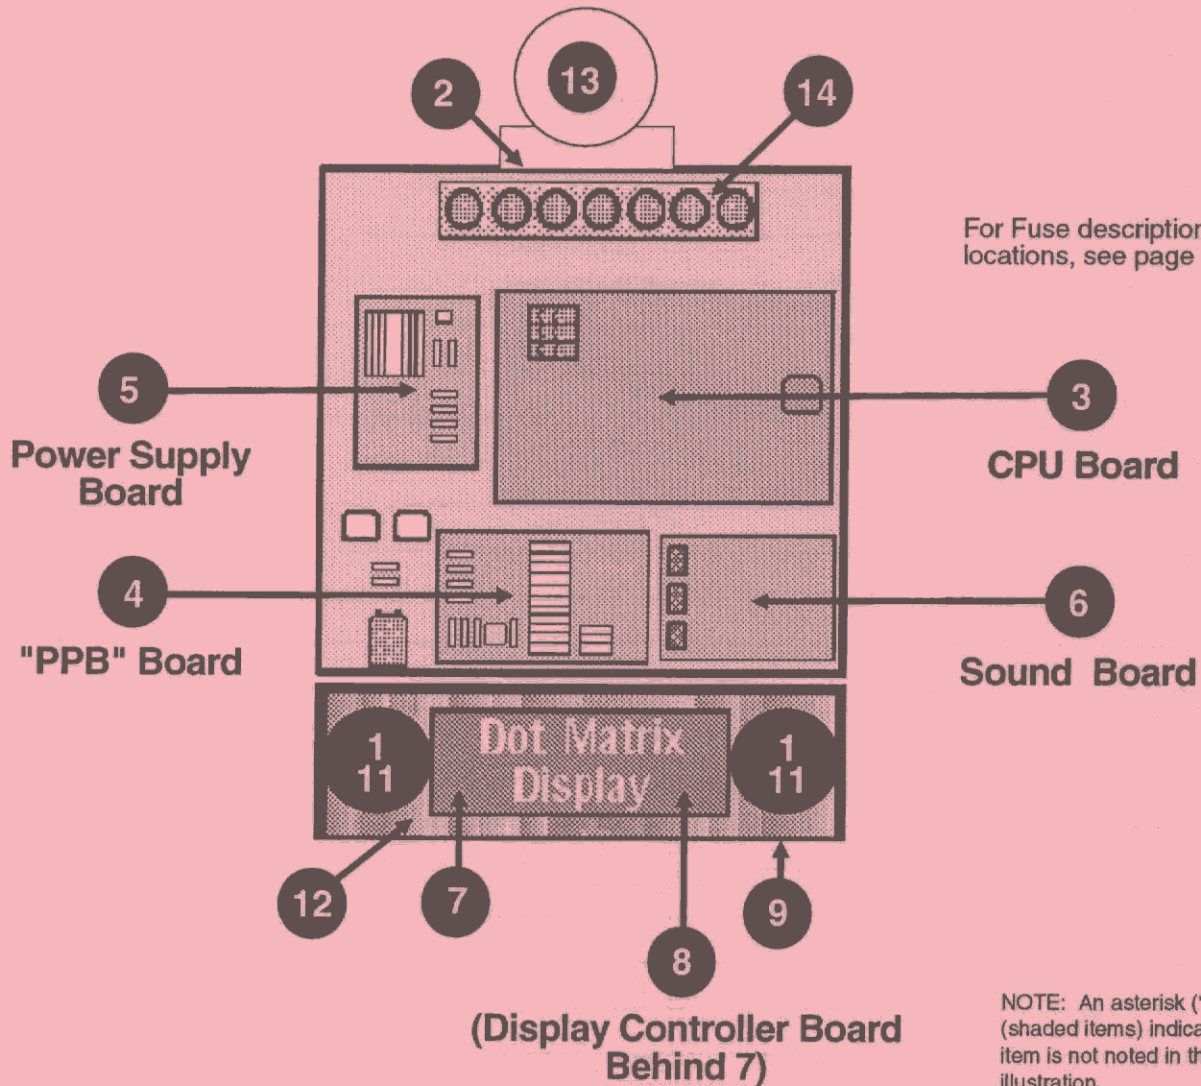 13
2
14
For Fuse description
locations, see page
5
Power Supply
Board
3
CPU Board
4
"PPB" Board
6
Sound Board
1
11
Dot Matrix
Display
1
11
12
7
9
8
(Display Controller Board
Behind 7)
NOTE: An asterisk (
(shaded items) indica
item is not noted in th
illustration